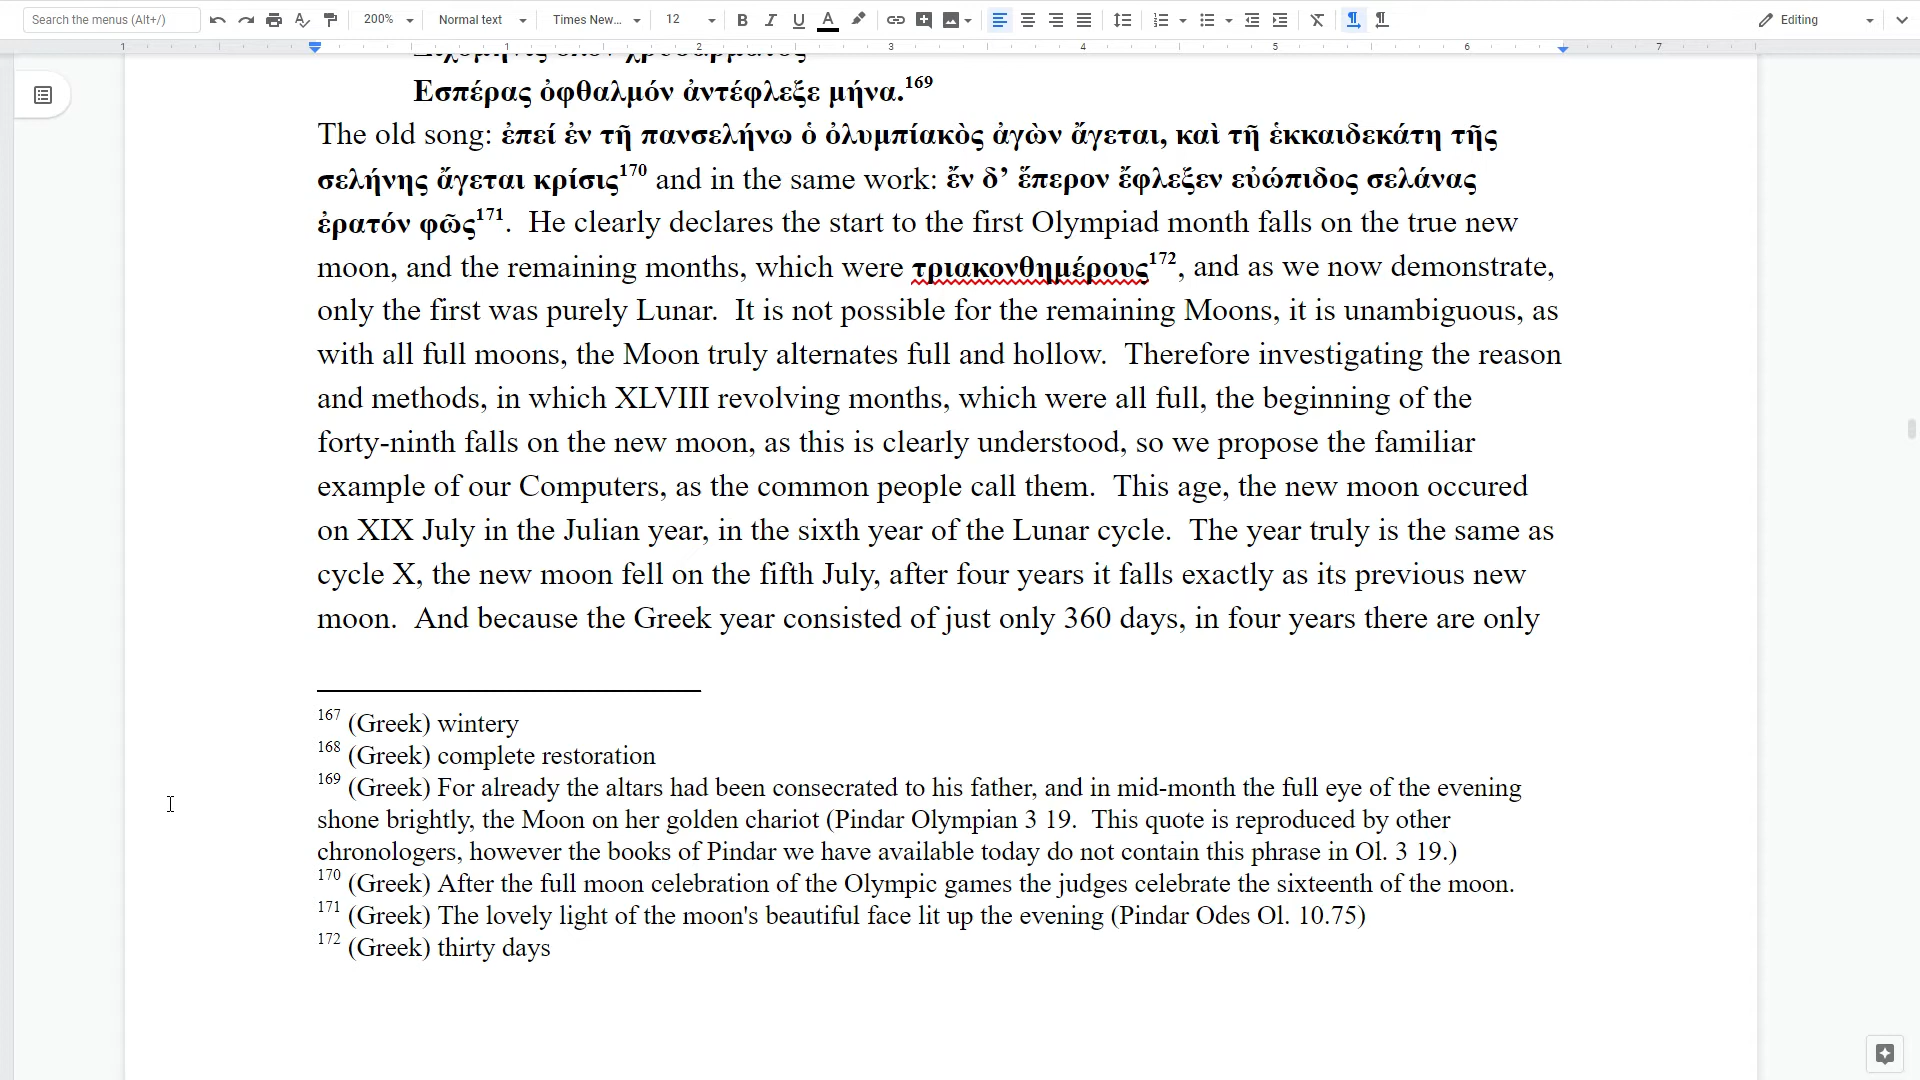 Search the menus (Alt+/) 200% Normal text Times New... 12 B I U A Editing
1 1 2 3 4 5 6 7
Εσπέρας ὀφθαλμόν ἀντέφλεξε μήνα.169
The old song: ἐπεί ἐν τῆ πανσελήνω ὁ ὀλυμπίακὸς ἀγὼν ἄγεται, καὶ τῆ ἑκκαιδεκάτη τῆς
σελήνης ἄγεται κρίσις170 and in the same work: ἔν δ’ ἕπερον ἔφλεξεν εὐώπιδος σελάνας
ἐρατόν φῶς171. He clearly declares the start to the first Olympiad month falls on the true new
moon, and the remaining months, which were τριακονθημέρους172, and as we now demonstrate,
only the first was purely Lunar. It is not possible for the remaining Moons, it is unambiguous, as
with all full moons, the Moon truly alternates full and hollow. Therefore investigating the reason
and methods, in which XLVIII revolving months, which were all full, the beginning of the
forty-ninth falls on the new moon, as this is clearly understood, so we propose the familiar
example of our Computers, as the common people call them. This age, the new moon occured
on XIX July in the Julian year, in the sixth year of the Lunar cycle. The year truly is the same as
cycle X, the new moon fell on the fifth July, after four years it falls exactly as its previous new
moon. And because the Greek year consisted of just only 360 days, in four years there are only
167 (Greek) wintery
168 (Greek) complete restoration
169 (Greek) For already the altars had been consecrated to his father, and in mid-month the full eye of the evening
shone brightly, the Moon on her golden chariot (Pindar Olympian 3 19. This quote is reproduced by other
chronologers, however the books of Pindar we have available today do not contain this phrase in Ol. 3 19.)
170 (Greek) After the full moon celebration of the Olympic games the judges celebrate the sixteenth of the moon.
171 (Greek) The lovely light of the moon's beautiful face lit up the evening (Pindar Odes Ol. 10.75)
172 (Greek) thirty days